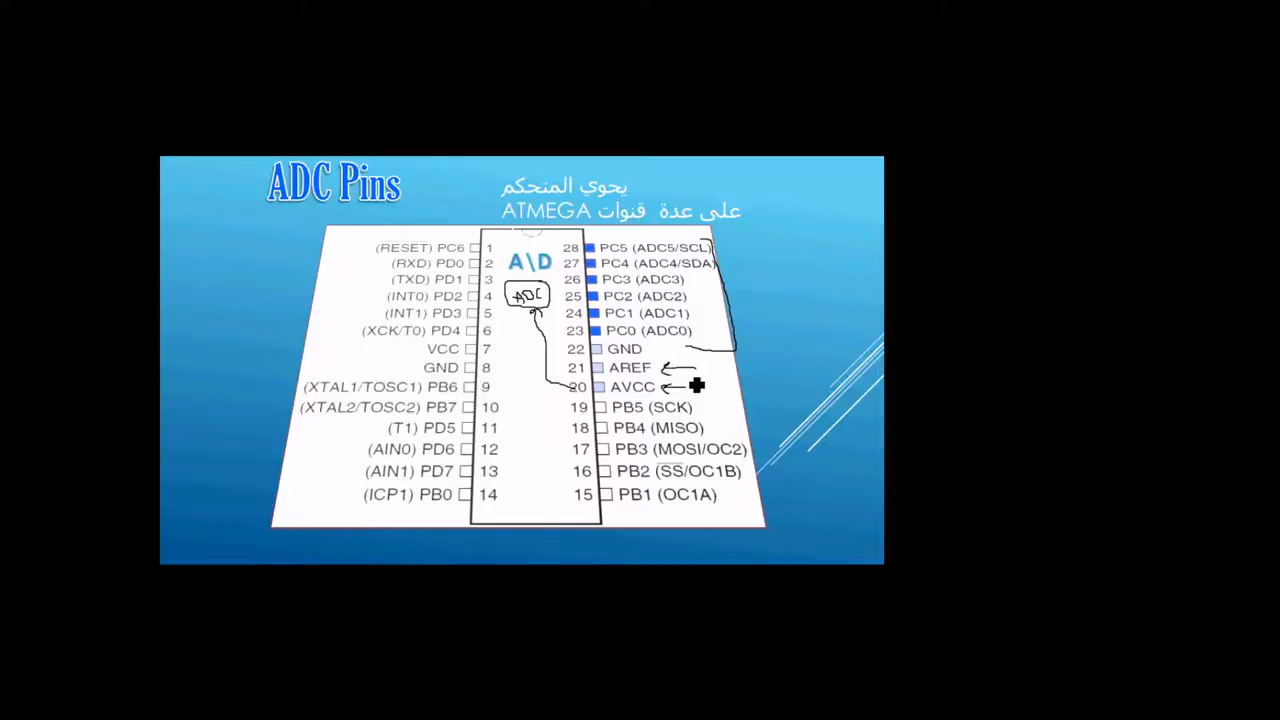 ADC Pins
يحوي المتحكم
على عدة قنوات ATMEGA
A\D
ADC
(RESET) PC6 1
(RXD) PD0 2
(TXD) PD1 3
(INT0) PD2 4
(INT1) PD3 5
(XCK/T0) PD4 6
VCC 7
GND 8
(XTAL1/TOSC1) PB6 9
(XTAL2/TOSC2) PB7 10
(T1) PD5 11
(AIN0) PD6 12
(AIN1) PD7 13
(ICP1) PB0 14
28 PC5 (ADC5/SCL)
27 PC4 (ADC4/SDA)
26 PC3 (ADC3)
25 PC2 (ADC2)
24 PC1 (ADC1)
23 PC0 (ADC0)
22 GND
21 AREF
20 AVCC
19 PB5 (SCK)
18 PB4 (MISO)
17 PB3 (MOSI/OC2)
16 PB2 (SS/OC1B)
15 PB1 (OC1A)